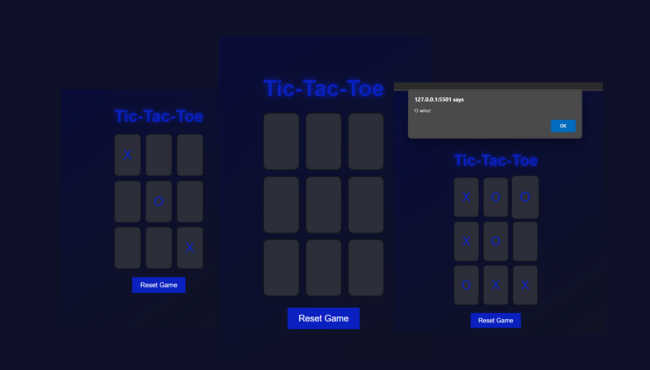 Tic-Tac-Toe
X
O
X
Reset Game
Tic-Tac-Toe
Reset Game
127.0.0.1:5501 says
O wins!
OK
Tic-Tac-Toe
X O O
X O
O X X
Reset Game